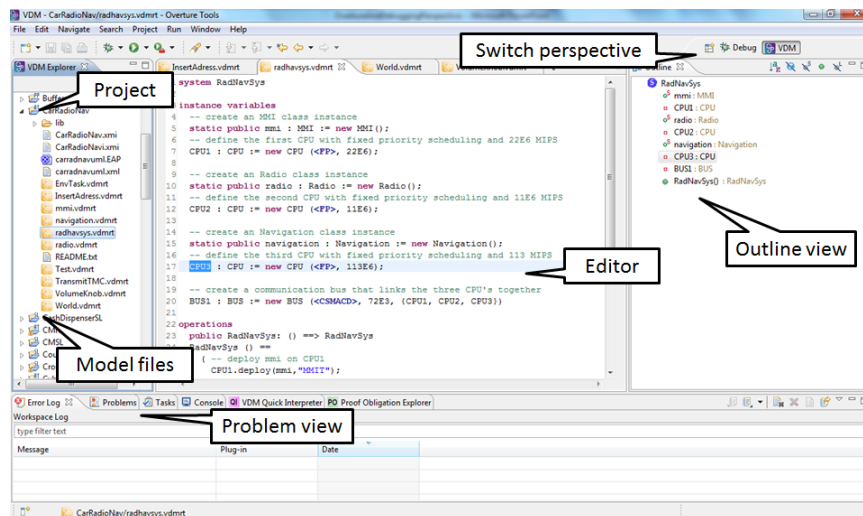 VDM - CarRadioNav/radhavsys.vdmrt - Overture Tools
File Edit Navigate Search Project Run Window Help
Switch perspective
Debug VDM
VDM Explorer
InsertAdress.vdmrt radhavsys.vdmrt World.vdmrt
Outline
Project
CarRadioNav
lib
CarRadioNav.xmi
CarRadioNavi.xmi
carradnavuml.EAP
carradnavuml.xml
EnvTask.vdmrt
InsertAdress.vdmrt
mmi.vdmrt
navigation.vdmrt
radhavsys.vdmrt
radio.vdmrt
README.txt
Test.vdmrt
TransmitTMC.vdmrt
VolumeKnob.vdmrt
World.vdmrt
CashDispenserSL
CMSL
Model files
system RadNavSys
3 instance variables
4 -- create an MMI class instance
5 static public mmi : MMI := new MMI();
6 -- define the first CPU with fixed priority scheduling and 22E6 MIPS
7 CPU1 : CPU := new CPU (<FP>, 22E6);
8
9 -- create an Radio class instance
10 static public radio : Radio := new Radio();
11 -- define the second CPU with fixed priority scheduling and 11E6 MIPS
12 CPU2 : CPU := new CPU (<FP>, 11E6);
13
14 -- create an Navigation class instance
15 static public navigation : Navigation := new Navigation();
16 -- define the third CPU with fixed priority scheduling and 113 MIPS
17 CPU3 : CPU := new CPU (<FP>, 113E6);
18
19 -- create a communication bus that links the three CPU's together
20 BUS1 : BUS := new BUS (<CSMACD>, 72E3, {CPU1, CPU2, CPU3})
21
22 operations
23 public RadNavSys: () ==> RadNavSys
RadNavSys () ==
( -- deploy mmi on CPU1
CPU1.deploy(mmi,"MMIT");
Editor
RadNavSys
mmi : MMI
CPU1 : CPU
radio : Radio
CPU2 : CPU
navigation : Navigation
CPU3 : CPU
BUS1 : BUS
RadNavSys() : RadNavSys
Outline view
Error Log Problems Tasks Console VDM Quick Interpreter PO Proof Obligation Explorer
Workspace Log
type filter text
Problem view
Message Plug-in Date
CarRadioNav/radhavsys.vdmrt